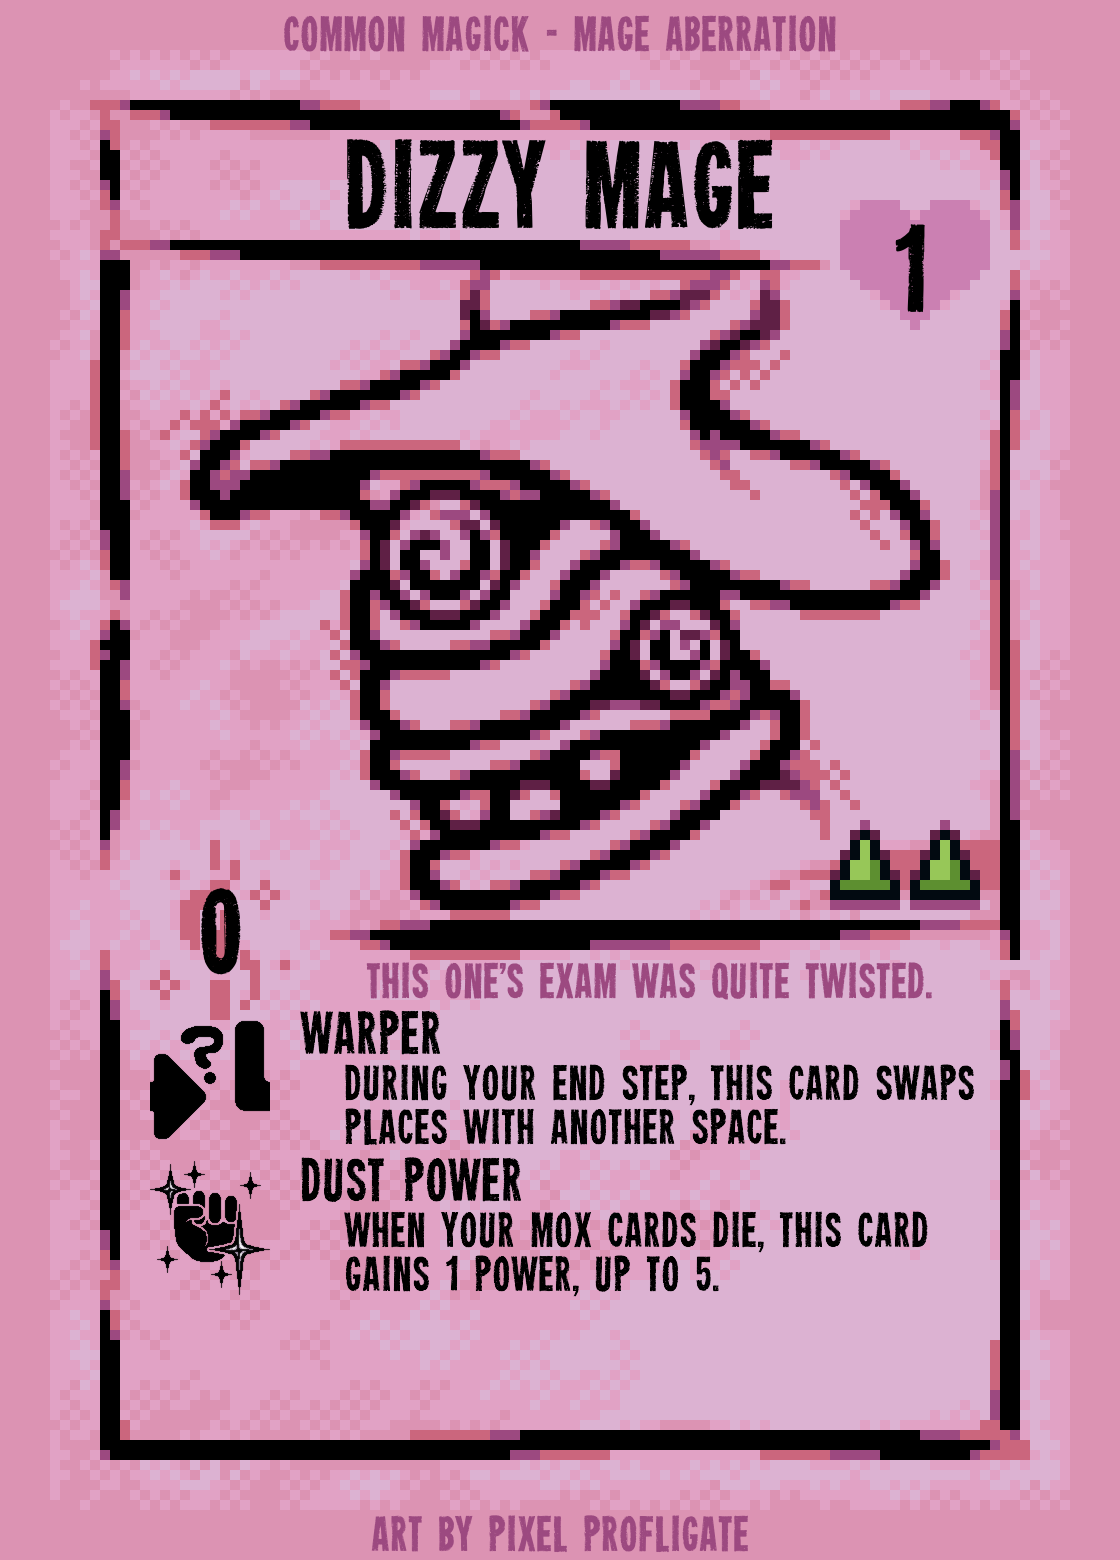 COMMON MAGICK - MAGE ABERRATION
DIZZY MAGE
1
0
THIS ONE'S EXAM WAS QUITE TWISTED.
WARPER
DURING YOUR END STEP, THIS CARD SWAPS
PLACES WITH ANOTHER SPACE.
DUST POWER
WHEN YOUR MOX CARDS DIE, THIS CARD
GAINS 1 POWER, UP TO 5.
ART BY PIXEL PROFLIGATE